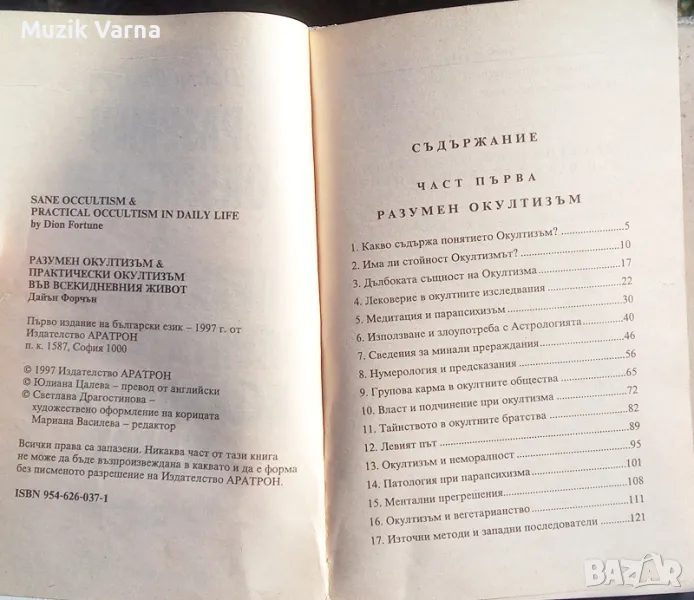 Muzik Varna
SANE OCCULTISM &
PRACTICAL OCCULTISM IN DAILY LIFE
by Dion Fortune
РАЗУМЕН ОКУЛТИЗЪМ &
ПРАКТИЧЕСКИ ОКУЛТИЗЪМ
ВЪВ ВСЕКИДНЕВНИЯ ЖИВОТ
Дайън Форчън
Първо издание на български език – 1997 г. от
Издателство АРАТРОН
п. к. 1587, София 1000
© 1997 Издателство АРАТРОН
© Юлиана Цалева – превод от английски
© Светлана Драгостинова –
художествено оформление на корицата
Мариана Василева – редактор
Всички права са запазени. Никаква част от тази книга
не може да бъде възпроизвеждана в каквато и да е форма
без писменото разрешение на Издателство АРАТРОН.
ISBN 954-626-037-1
СЪДЪРЖАНИЕ
ЧАСТ ПЪРВА
РАЗУМЕН ОКУЛТИЗЪМ
1. Какво съдържа понятието Окултизъм? ................5
2. Има ли стойност Окултизмът? ..........................10
3. Дълбоката същност на Окултизма .....................17
4. Лековерие в окултните изследвания ..................22
5. Медитация и парапсихизъм ............................30
6. Използване и злоупотреба с Астрологията ...........40
7. Сведения за минали прераждания .....................46
8. Нумерология и предсказания ...........................56
9. Групова карма в окултните общества .................65
10. Власт и подчинение при окултизма ..................72
11. Тайнството в окултните братства ....................82
12. Левият път ...............................................89
13. Окултизъм и неморалност .............................95
14. Патология при парапсихизма ........................101
15. Ментални прегрешения ...............................108
16. Окултизъм и вегетарианство ........................111
17. Източни методи и западни последователи .......121
BAZAR